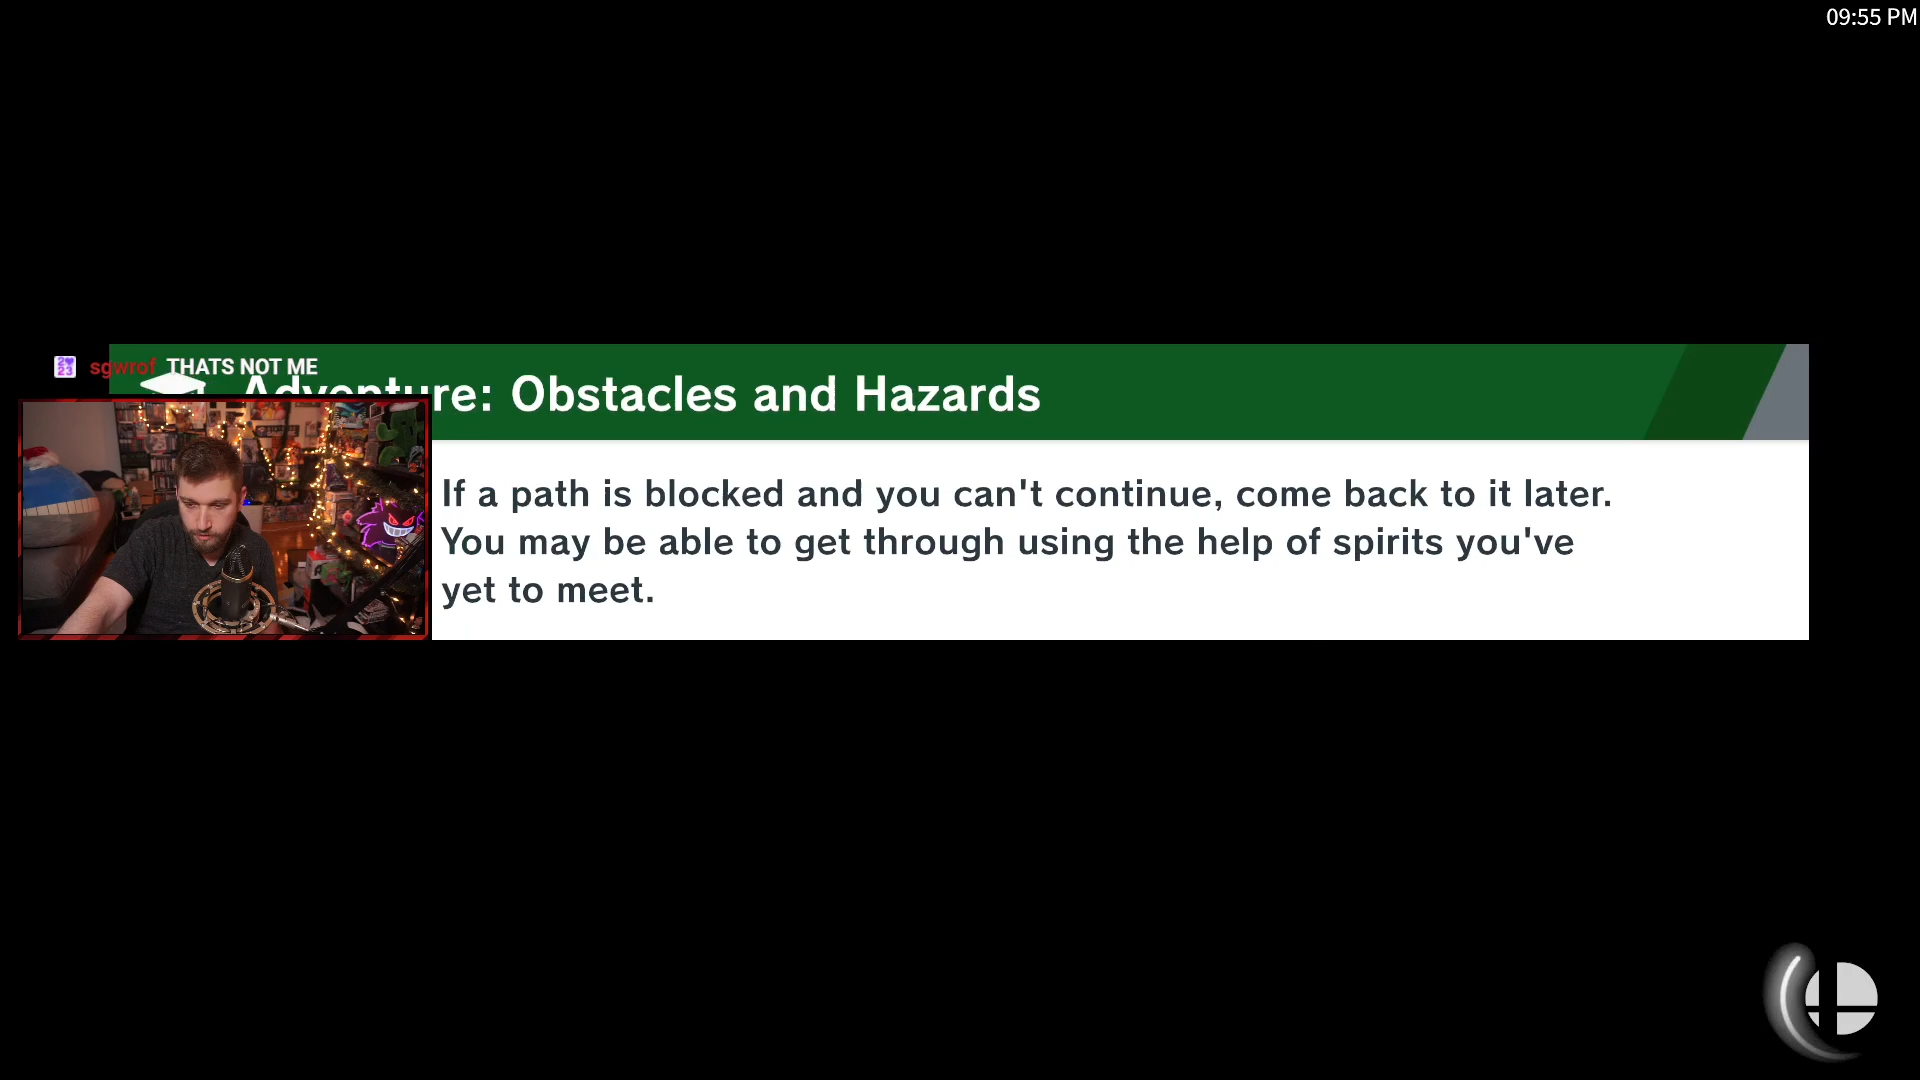 09:55 PM
sgwrof THATS NOT ME
Adventure: Obstacles and Hazards
If a path is blocked and you can't continue, come back to it later.
You may be able to get through using the help of spirits you've
yet to meet.